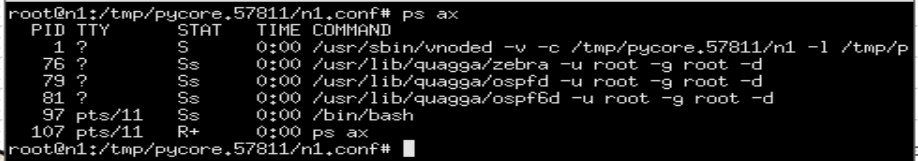 root@n1:/tmp/pycore.57811/n1.conf# ps ax
PID TTY STAT TIME COMMAND
1 ? S 0:00 /usr/sbin/vnoded -v -c /tmp/pycore.57811/n1 -l /tmp/p
76 ? Ss 0:00 /usr/lib/quagga/zebra -u root -g root -d
79 ? Ss 0:00 /usr/lib/quagga/ospfd -u root -g root -d
81 ? Ss 0:00 /usr/lib/quagga/ospf6d -u root -g root -d
97 pts/11 Ss 0:00 /bin/bash
107 pts/11 R+ 0:00 ps ax
root@n1:/tmp/pycore.57811/n1.conf#